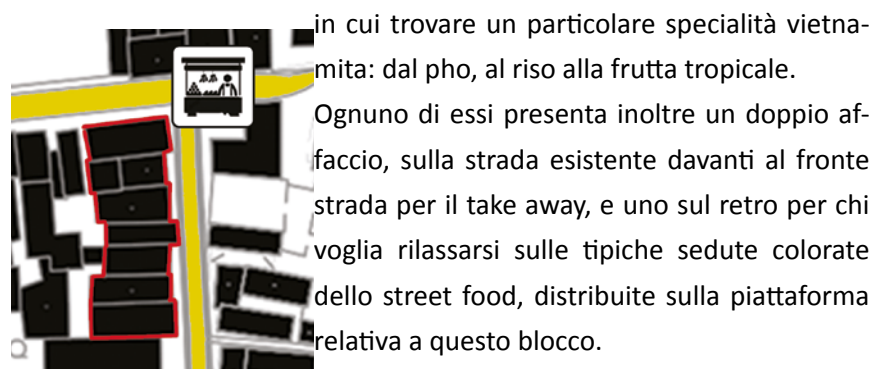 in cui trovare un particolare specialità vietna-
mita: dal pho, al riso alla frutta tropicale.
Ognuno di essi presenta inoltre un doppio af-
faccio, sulla strada esistente davanti al fronte
strada per il take away, e uno sul retro per chi
voglia rilassarsi sulle tipiche sedute colorate
dello street food, distribuite sulla piattaforma
relativa a questo blocco.